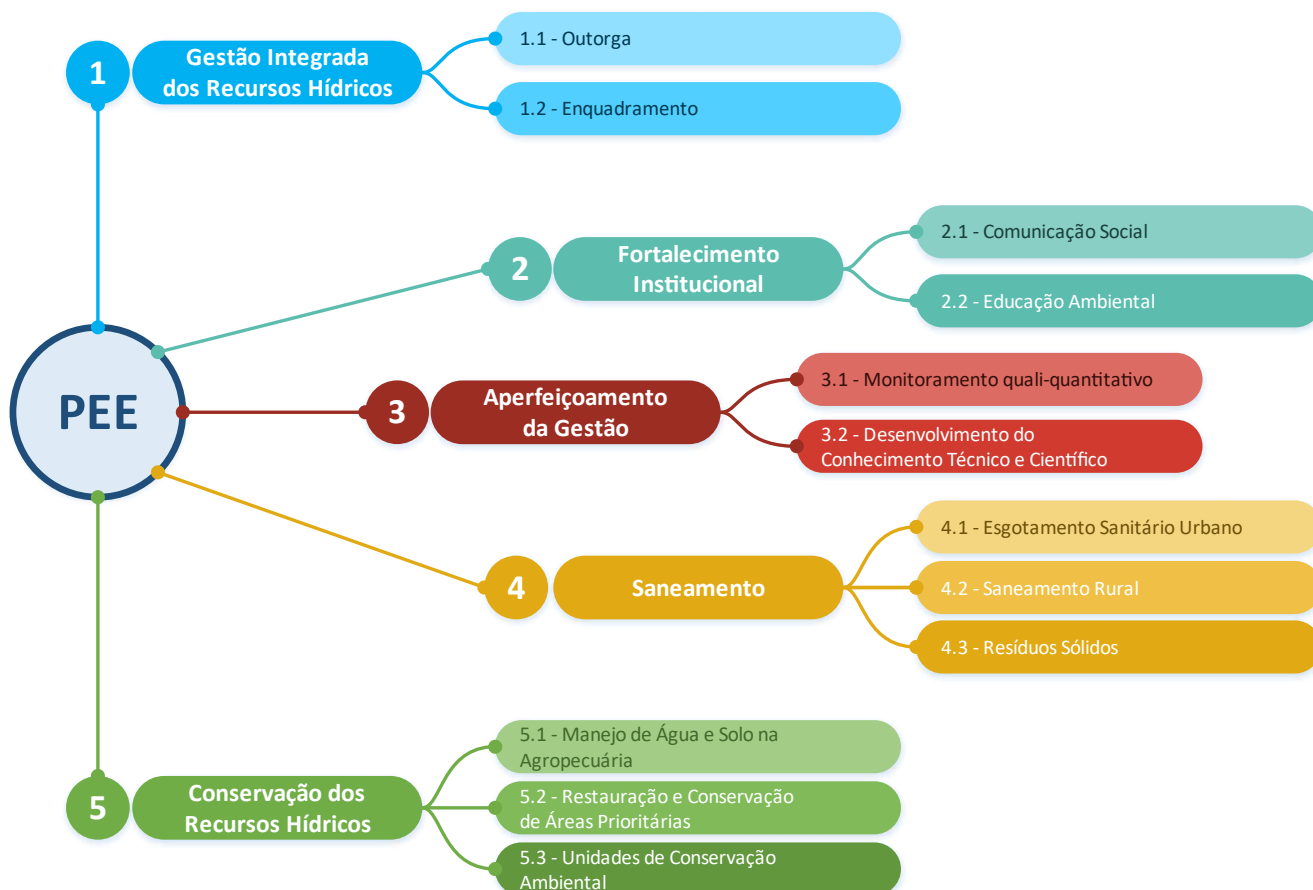 PEE
1
Gestão Integrada
dos Recursos Hídricos
1.1 - Outorga
1.2 - Enquadramento
2
Fortalecimento
Institucional
2.1 - Comunicação Social
2.2 - Educação Ambiental
3
Aperfeiçoamento
da Gestão
3.1 - Monitoramento quali-quantitativo
3.2 - Desenvolvimento do
Conhecimento Técnico e Científico
4
Saneamento
4.1 - Esgotamento Sanitário Urbano
4.2 - Saneamento Rural
4.3 - Resíduos Sólidos
5
Conservação dos
Recursos Hídricos
5.1 - Manejo de Água e Solo na
Agropecuária
5.2 - Restauração e Conservação
de Áreas Prioritárias
5.3 - Unidades de Conservação
Ambiental